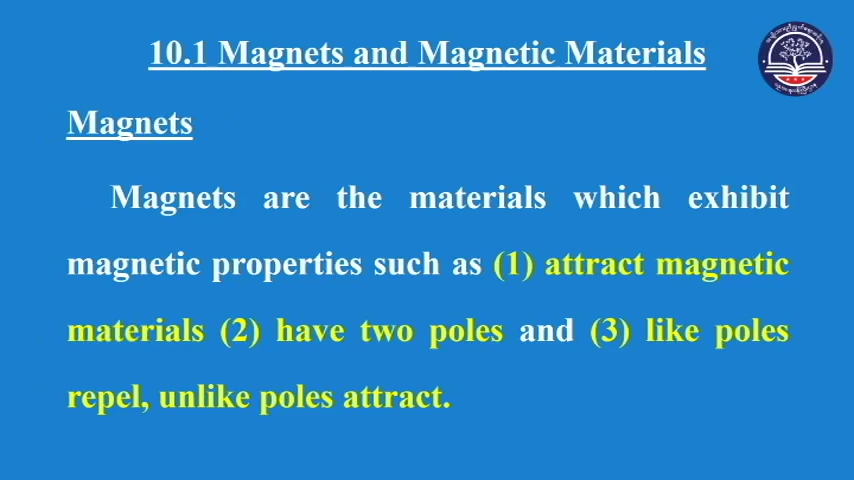 10.1 Magnets and Magnetic Materials
Magnets
Magnets are the materials which exhibit
magnetic properties such as (1) attract magnetic
materials (2) have two poles and (3) like poles
repel, unlike poles attract.